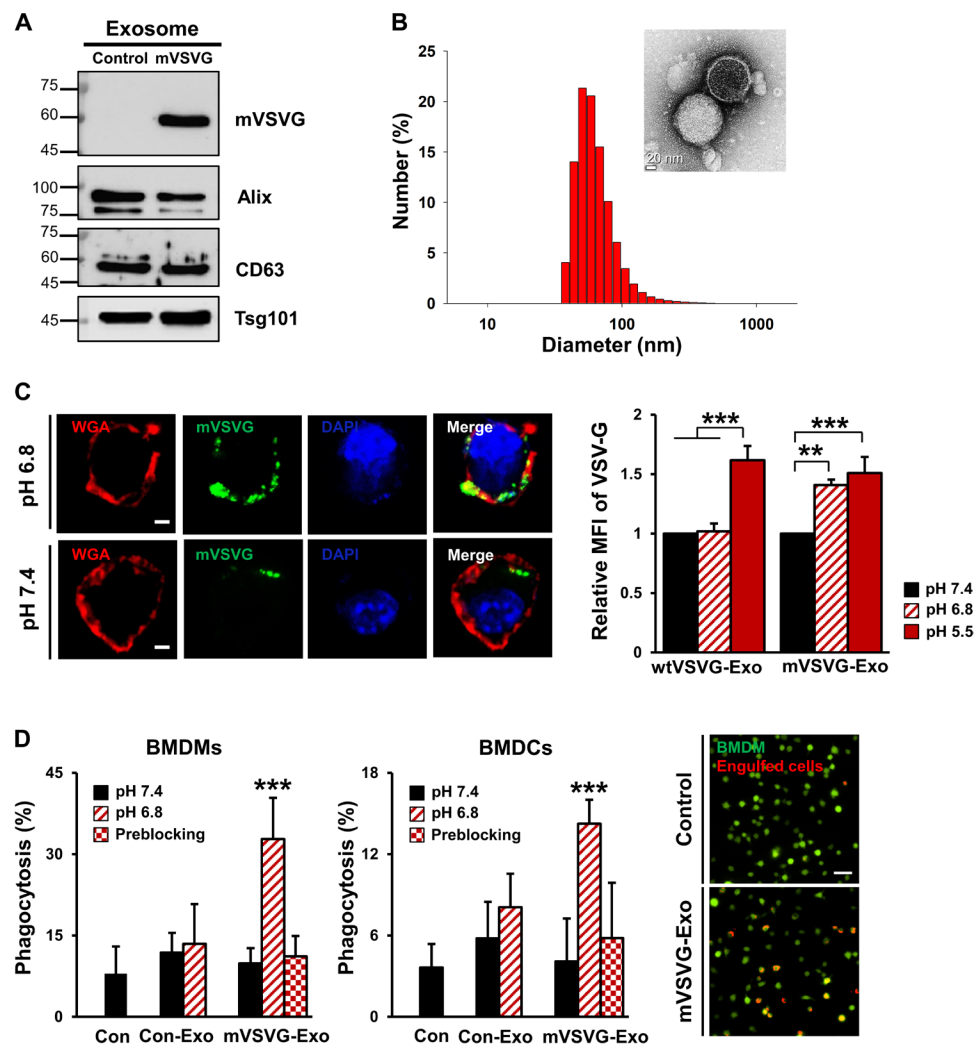 A
Exosome
Control mVSVG
75
60
45
mVSVG
100
75
Alix
75
60
45
CD63
45
Tsg101
B
25
20
15
10
5
0
Number (%)
10 100 1000
Diameter (nm)
20 nm
C
pH 6.8
WGA mVSVG DAPI Merge
pH 7.4
WGA mVSVG DAPI Merge
2
1.5
1
0.5
0
Relative MFI of VSV-G
***
**
***
wtVSVG-Exo mVSVG-Exo
pH 7.4
pH 6.8
pH 5.5
D
BMDMs
45
30
15
0
Phagocytosis (%)
pH 7.4
pH 6.8
Preblocking
***
Con Con-Exo mVSVG-Exo
BMDCs
18
12
6
0
Phagocytosis (%)
pH 7.4
pH 6.8
Preblocking
***
Con Con-Exo mVSVG-Exo
BMDM
Engulfed cells
Control
mVSVG-Exo